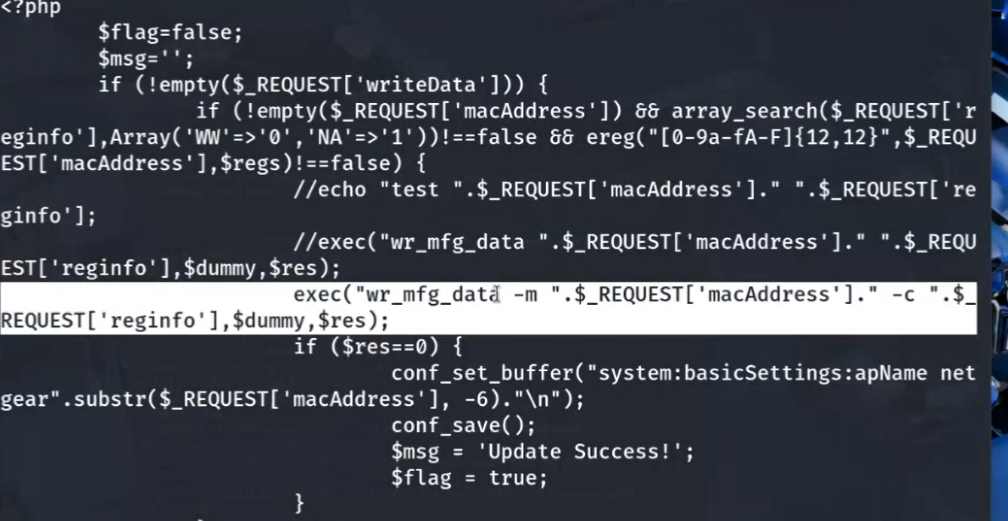 <?php
$flag=false;
$msg='';
if (!empty($_REQUEST['writeData'])) {
if (!empty($_REQUEST['macAddress']) && array_search($_REQUEST['r
eginfo'],Array('WW'=>'0','NA'=>'1'))!==false && ereg("[0-9a-fA-F]{12,12}",$_REQU
EST['macAddress'],$regs)!==false) {
//echo "test ".$_REQUEST['macAddress']." ".$_REQUEST['re
ginfo'];
//exec("wr_mfg_data ".$_REQUEST['macAddress']." ".$_REQU
EST['reginfo'],$dummy,$res);
exec("wr_mfg_data -m ".$_REQUEST['macAddress']." -c ".$_
REQUEST['reginfo'],$dummy,$res);
if ($res==0) {
conf_set_buffer("system:basicSettings:apName net
gear".substr($_REQUEST['macAddress'], -6)."\n");
conf_save();
$msg = 'Update Success!';
$flag = true;
}